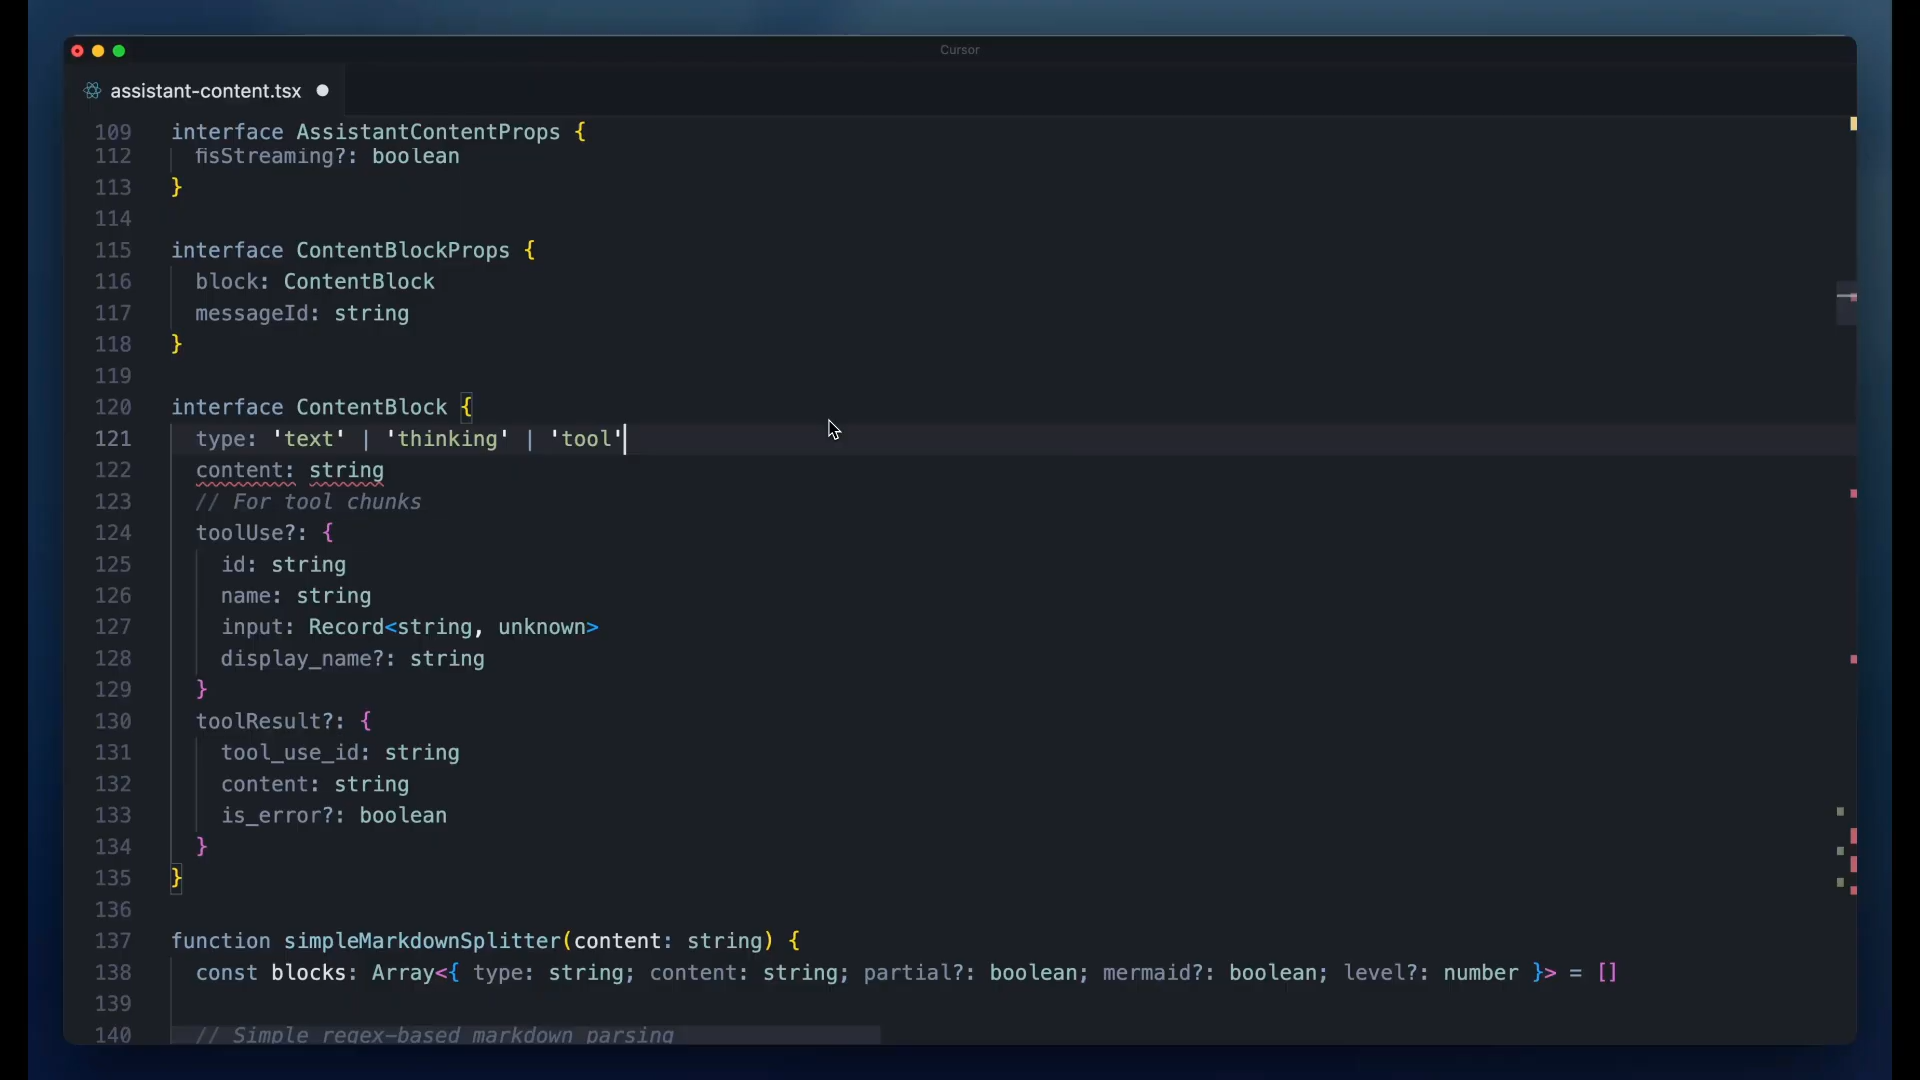 Cursor
assistant-content.tsx
109 interface AssistantContentProps {
112 fisStreaming?: boolean
113 }
114
115 interface ContentBlockProps {
116 block: ContentBlock
117 messageId: string
118 }
119
120 interface ContentBlock {
121 type: 'text' | 'thinking' | 'tool'
122 content: string
123 // For tool chunks
124 toolUse?: {
125 id: string
126 name: string
127 input: Record<string, unknown>
128 display_name?: string
129 }
130 toolResult?: {
131 tool_use_id: string
132 content: string
133 is_error?: boolean
134 }
135 }
136
137 function simpleMarkdownSplitter(content: string) {
138 const blocks: Array<{ type: string; content: string; partial?: boolean; mermaid?: boolean; level?: number }> = []
139
140 // Simple regex-based markdown parsing